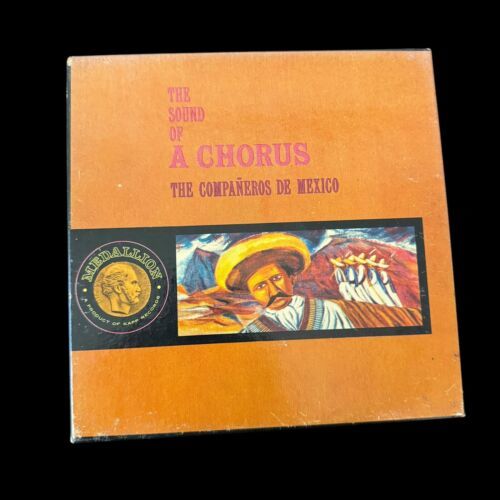 THE
SOUND
OF
A CHORUS
THE COMPAÑEROS DE MEXICO
MEDALLION
A PRODUCT OF KAPP RECORDS